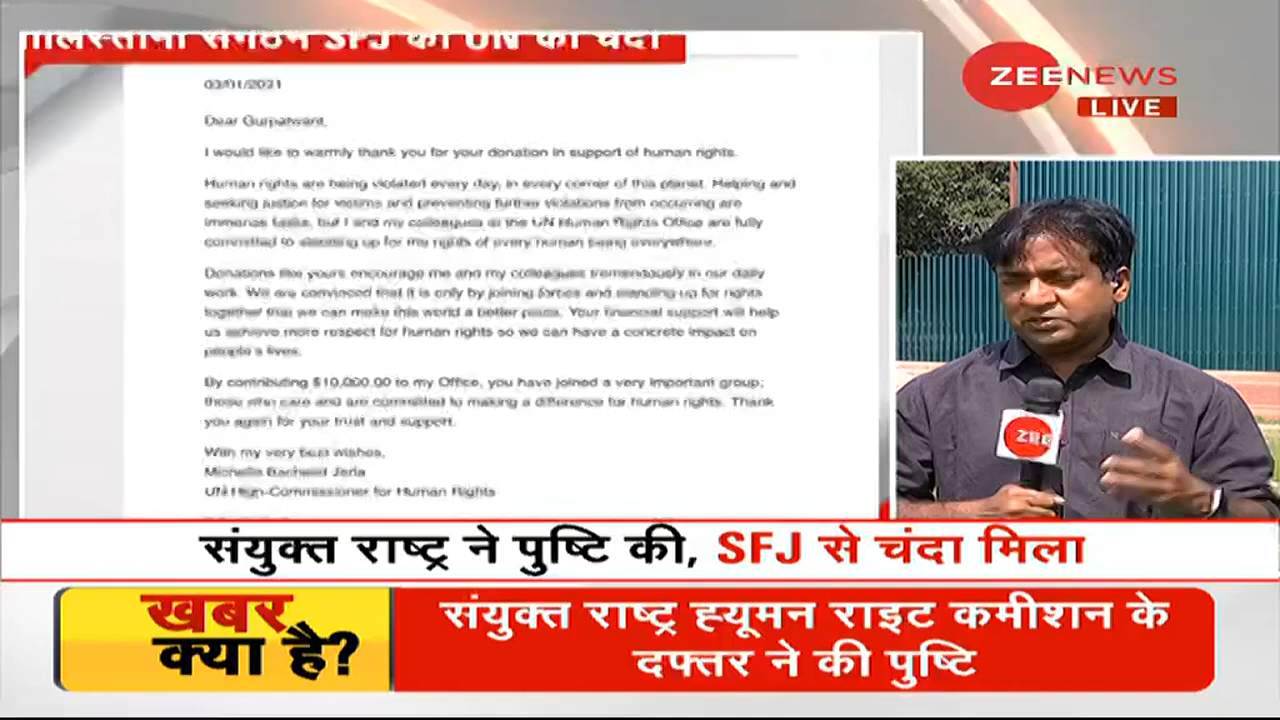 संगठन SFJ का UN को चंदा
ZEE NEWS
LIVE
03/01/2021
Dear Gurpatwant,
I would like to warmly thank you for your donation in support of human rights.
Human rights are being violated every day, in every corner of this planet. Helping and
seeking justice for victims and preventing further violations from occurring are
immense tasks, but I and my colleagues at the UN Human Rights Office are fully
committed to standing up for the rights of every human being everywhere.
Donations like yours encourage me and my colleagues tremendously in our daily
work. We are convinced that it is only by joining forces and standing up for rights
together that we can make this world a better place. Your financial support will help
us achieve more respect for human rights so we can have a concrete impact on
people's lives.
By contributing $10,000.00 to my Office, you have joined a very important group;
those who care and are committed to making a difference for human rights. Thank
you again for your trust and support.
With my very best wishes,
Michelle Bachelet Jeria
UN High-Commissioner for Human Rights
ZEE
संयुक्त राष्ट्र ने पुष्टि की, SFJ से चंदा मिला
खबर
क्या है?
संयुक्त राष्ट्र ह्यूमन राइट कमीशन के
दफ्तर ने की पुष्टि